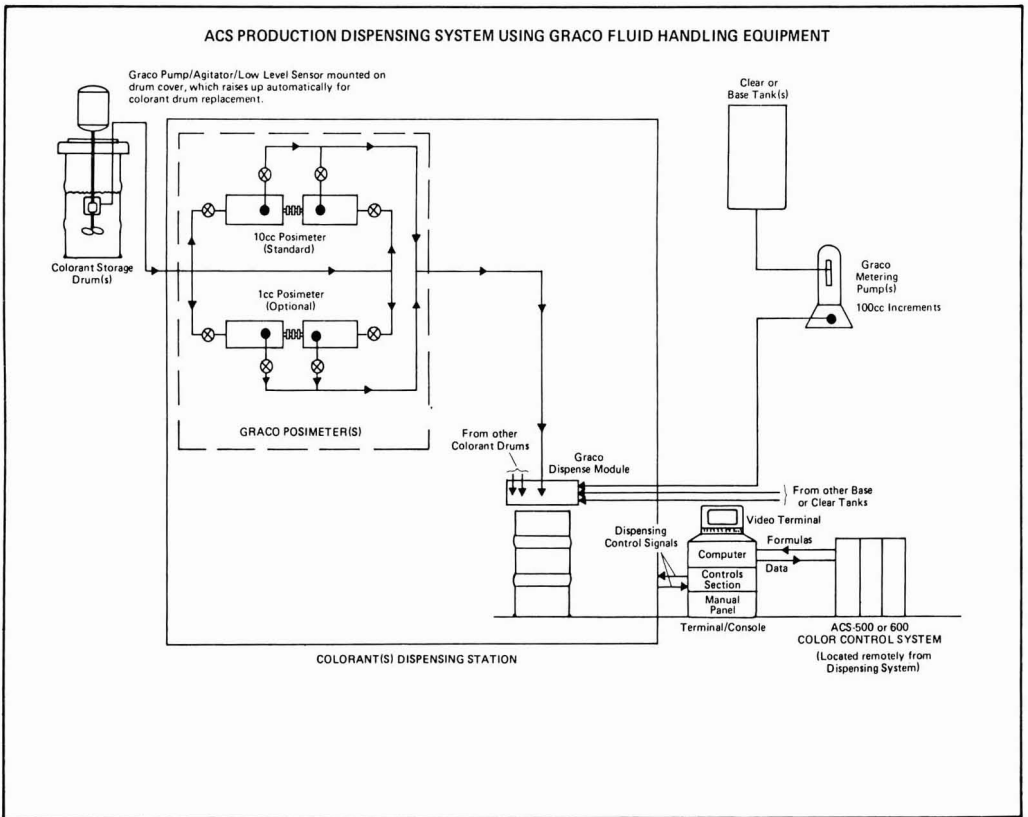 ACS PRODUCTION DISPENSING SYSTEM USING GRACO FLUID HANDLING EQUIPMENT
Graco Pump/Agitator/Low Level Sensor mounted on
drum cover, which raises up automatically for
colorant drum replacement.
Clear or
Base Tank(s)
10cc Posimeter
(Standard)
Colorant Storage
Drum(s)
1cc Posimeter
(Optional)
Graco
Metering
Pump(s)
100cc Increments
GRACO POSIMETER(S)
From other
Colorant Drums
Graco
Dispense Module
From other Base
or Clear Tanks
Video Terminal
Dispensing
Control Signals
Formulas
Computer
Data
Controls
Section
Manual
Panel
Terminal/Console
ACS-500 or 600
COLOR CONTROL SYSTEM
(Located remotely from
Dispensing System)
COLORANT(S) DISPENSING STATION